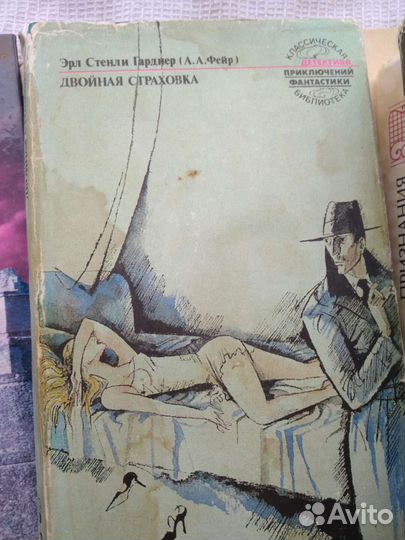 Эрл Стенли Гарднер (А.А.Фейр)
ДВОЙНАЯ СТРАХОВКА
КЛАССИЧЕСКАЯ
ДЕТЕКТИВА
ПРИКЛЮЧЕНИЙ
ФАНТАСТИКИ
БИБЛИОТЕКА
Avito